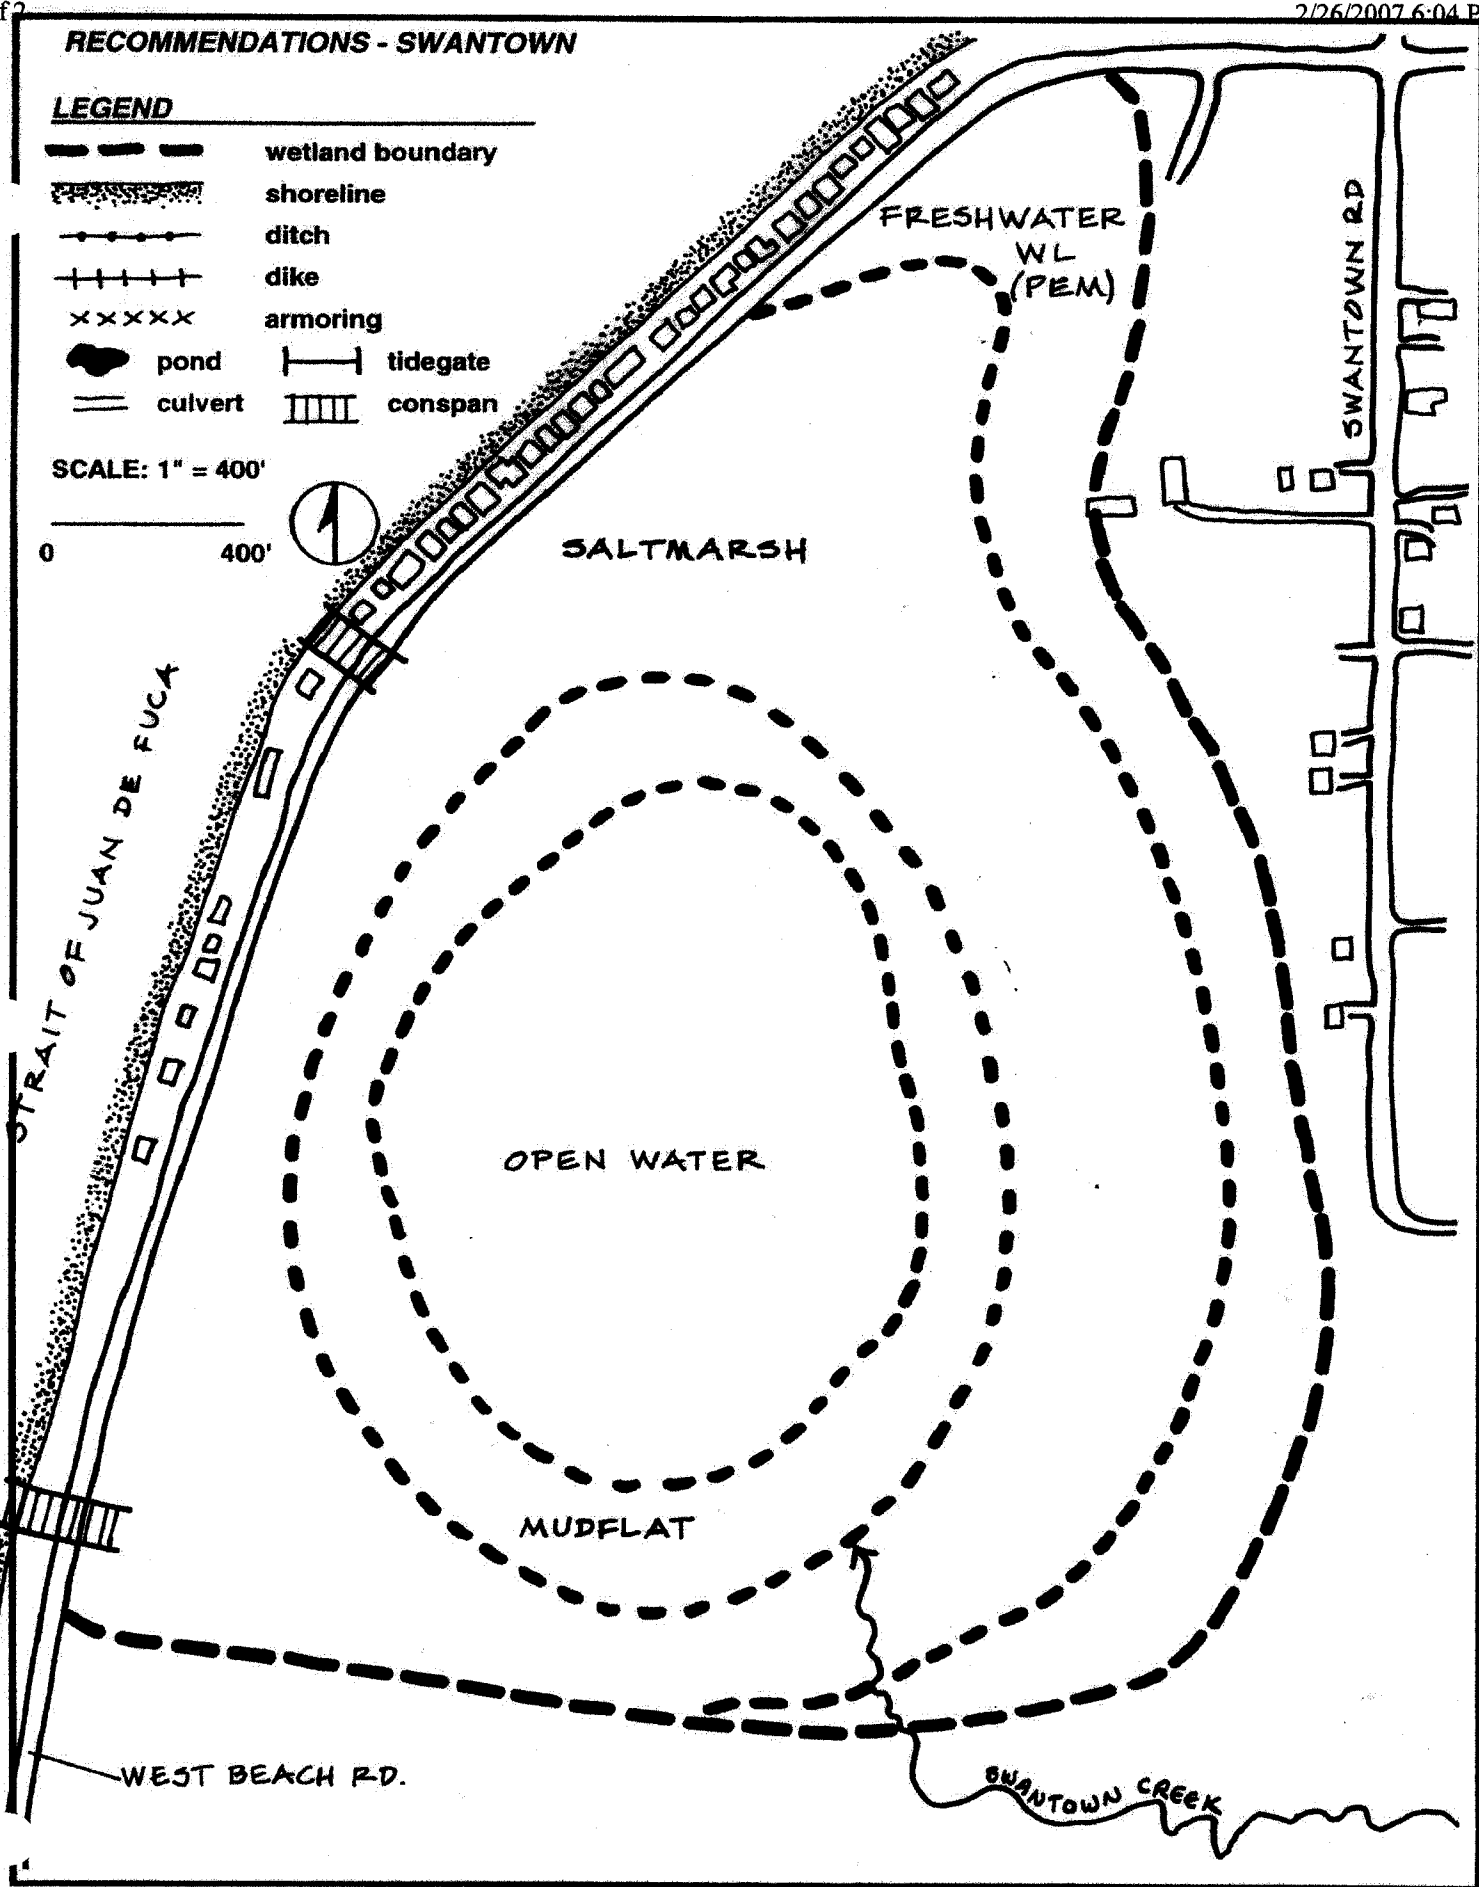 f 2
2/26/2007 6:04 P
RECOMMENDATIONS - SWANTOWN
LEGEND
wetland boundary
shoreline
ditch
dike
armoring
pond
tidegate
culvert
conspan
SCALE: 1" = 400'
0 400'
FRESHWATER
WL
(PEM)
SWANTOWN RD
SALTMARSH
STRAIT OF JUAN DE FUCA
OPEN WATER
MUDFLAT
WEST BEACH RD.
SWANTOWN CREEK